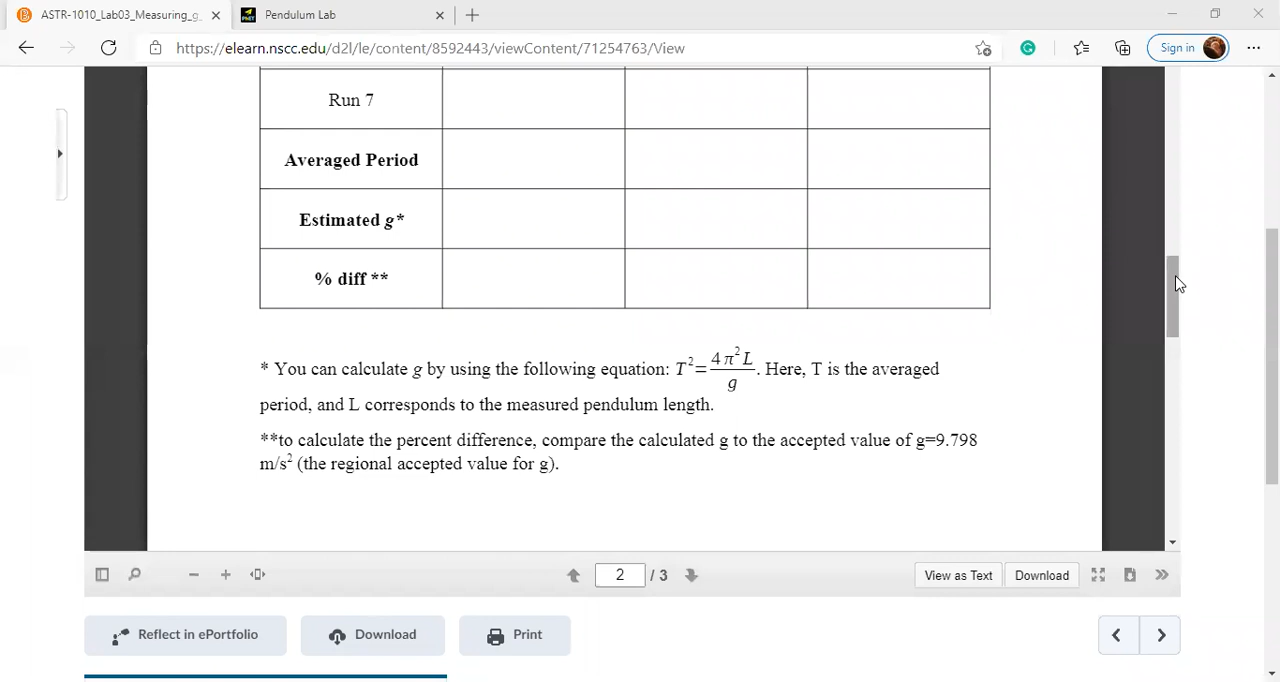 ASTR-1010_Lab03_Measuring_g_
Pendulum Lab
https://elearn.nscc.edu/d2l/le/content/8592443/viewContent/71254763/View
Sign in
Run 7
Averaged Period
Estimated g*
% diff **
* You can calculate g by using the following equation: T²= 4π²L / g . Here, T is the averaged
period, and L corresponds to the measured pendulum length.
**to calculate the percent difference, compare the calculated g to the accepted value of g=9.798
m/s² (the regional accepted value for g).
2 / 3
View as Text
Download
Reflect in ePortfolio
Download
Print